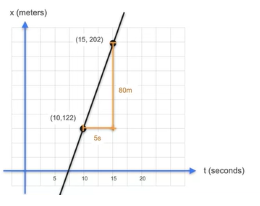 x (meters)
(15, 202)
80m
(10,122)
5s
t (seconds)
5 10 15 20